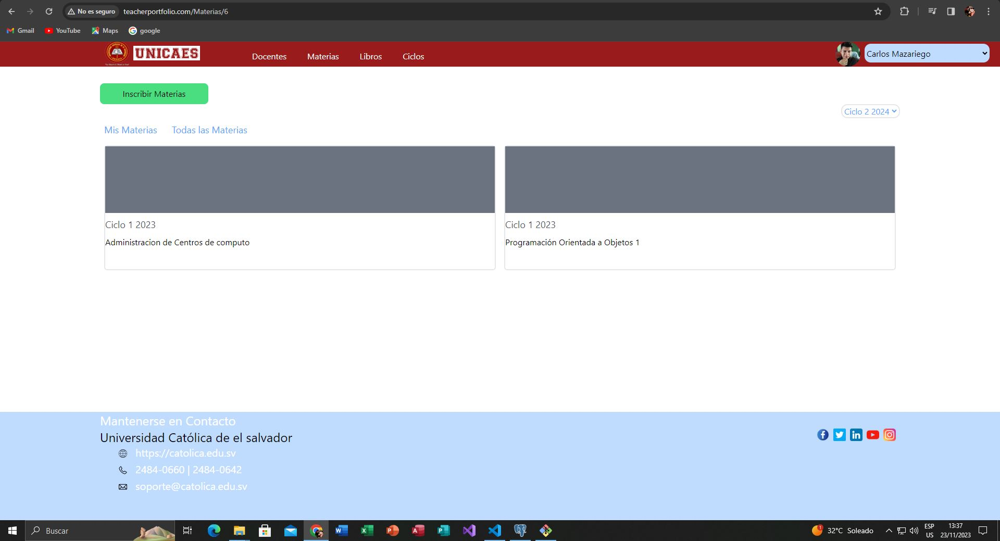 No es seguro
teacherportfolio.com/Materias/6
Gmail
YouTube
Maps
google
UNICAES
Docentes
Materias
Libros
Ciclos
Carlos Mazariego
Inscribir Materias
Ciclo 2 2024
Mis Materias
Todas las Materias
Ciclo 1 2023
Administracion de Centros de computo
Ciclo 1 2023
Programación Orientada a Objetos 1
Mantenerse en Contacto
Universidad Católica de el salvador
https://catolica.edu.sv
2484-0660 | 2484-0642
soporte@catolica.edu.sv
Buscar
1
32°C Soleado
ESP
US
13:37
23/11/2023